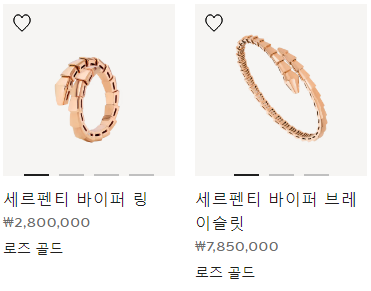 세르펜티 바이퍼 링
₩2,800,000
로즈 골드
세르펜티 바이퍼 브레
이슬릿
₩7,850,000
로즈 골드